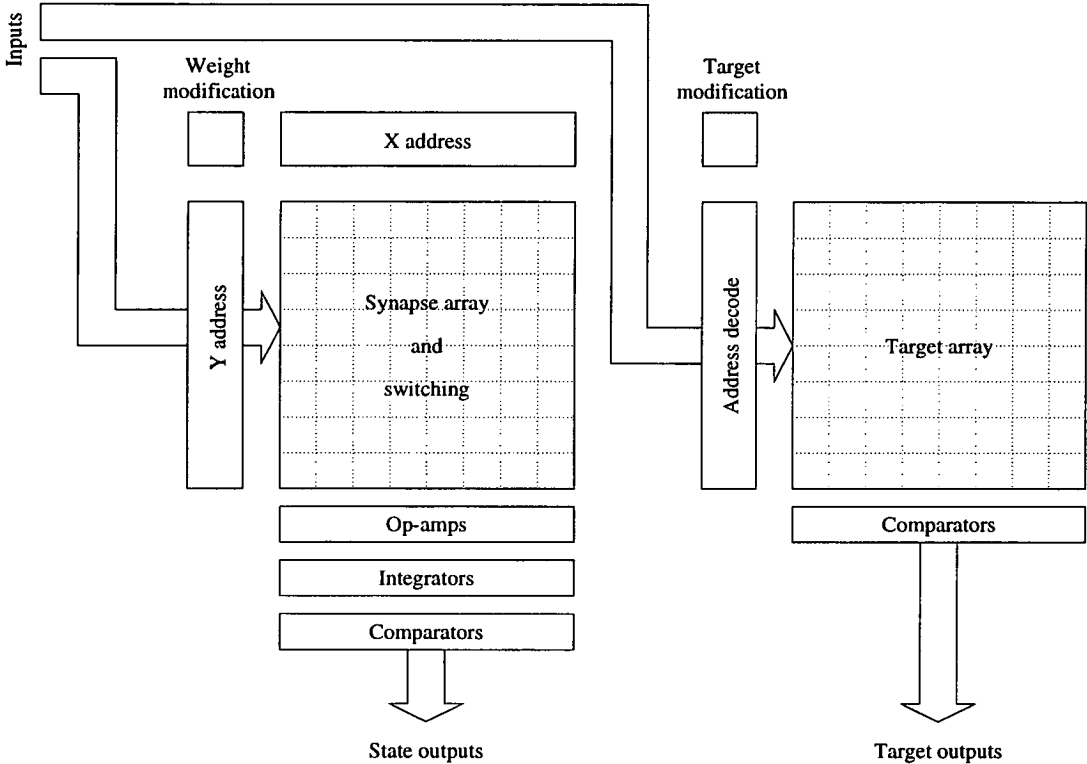 Inputs
Weight
modification
Target
modification
X address
Y address
Synapse array
and
switching
Address decode
Target array
Op-amps
Comparators
Integrators
Comparators
State outputs
Target outputs